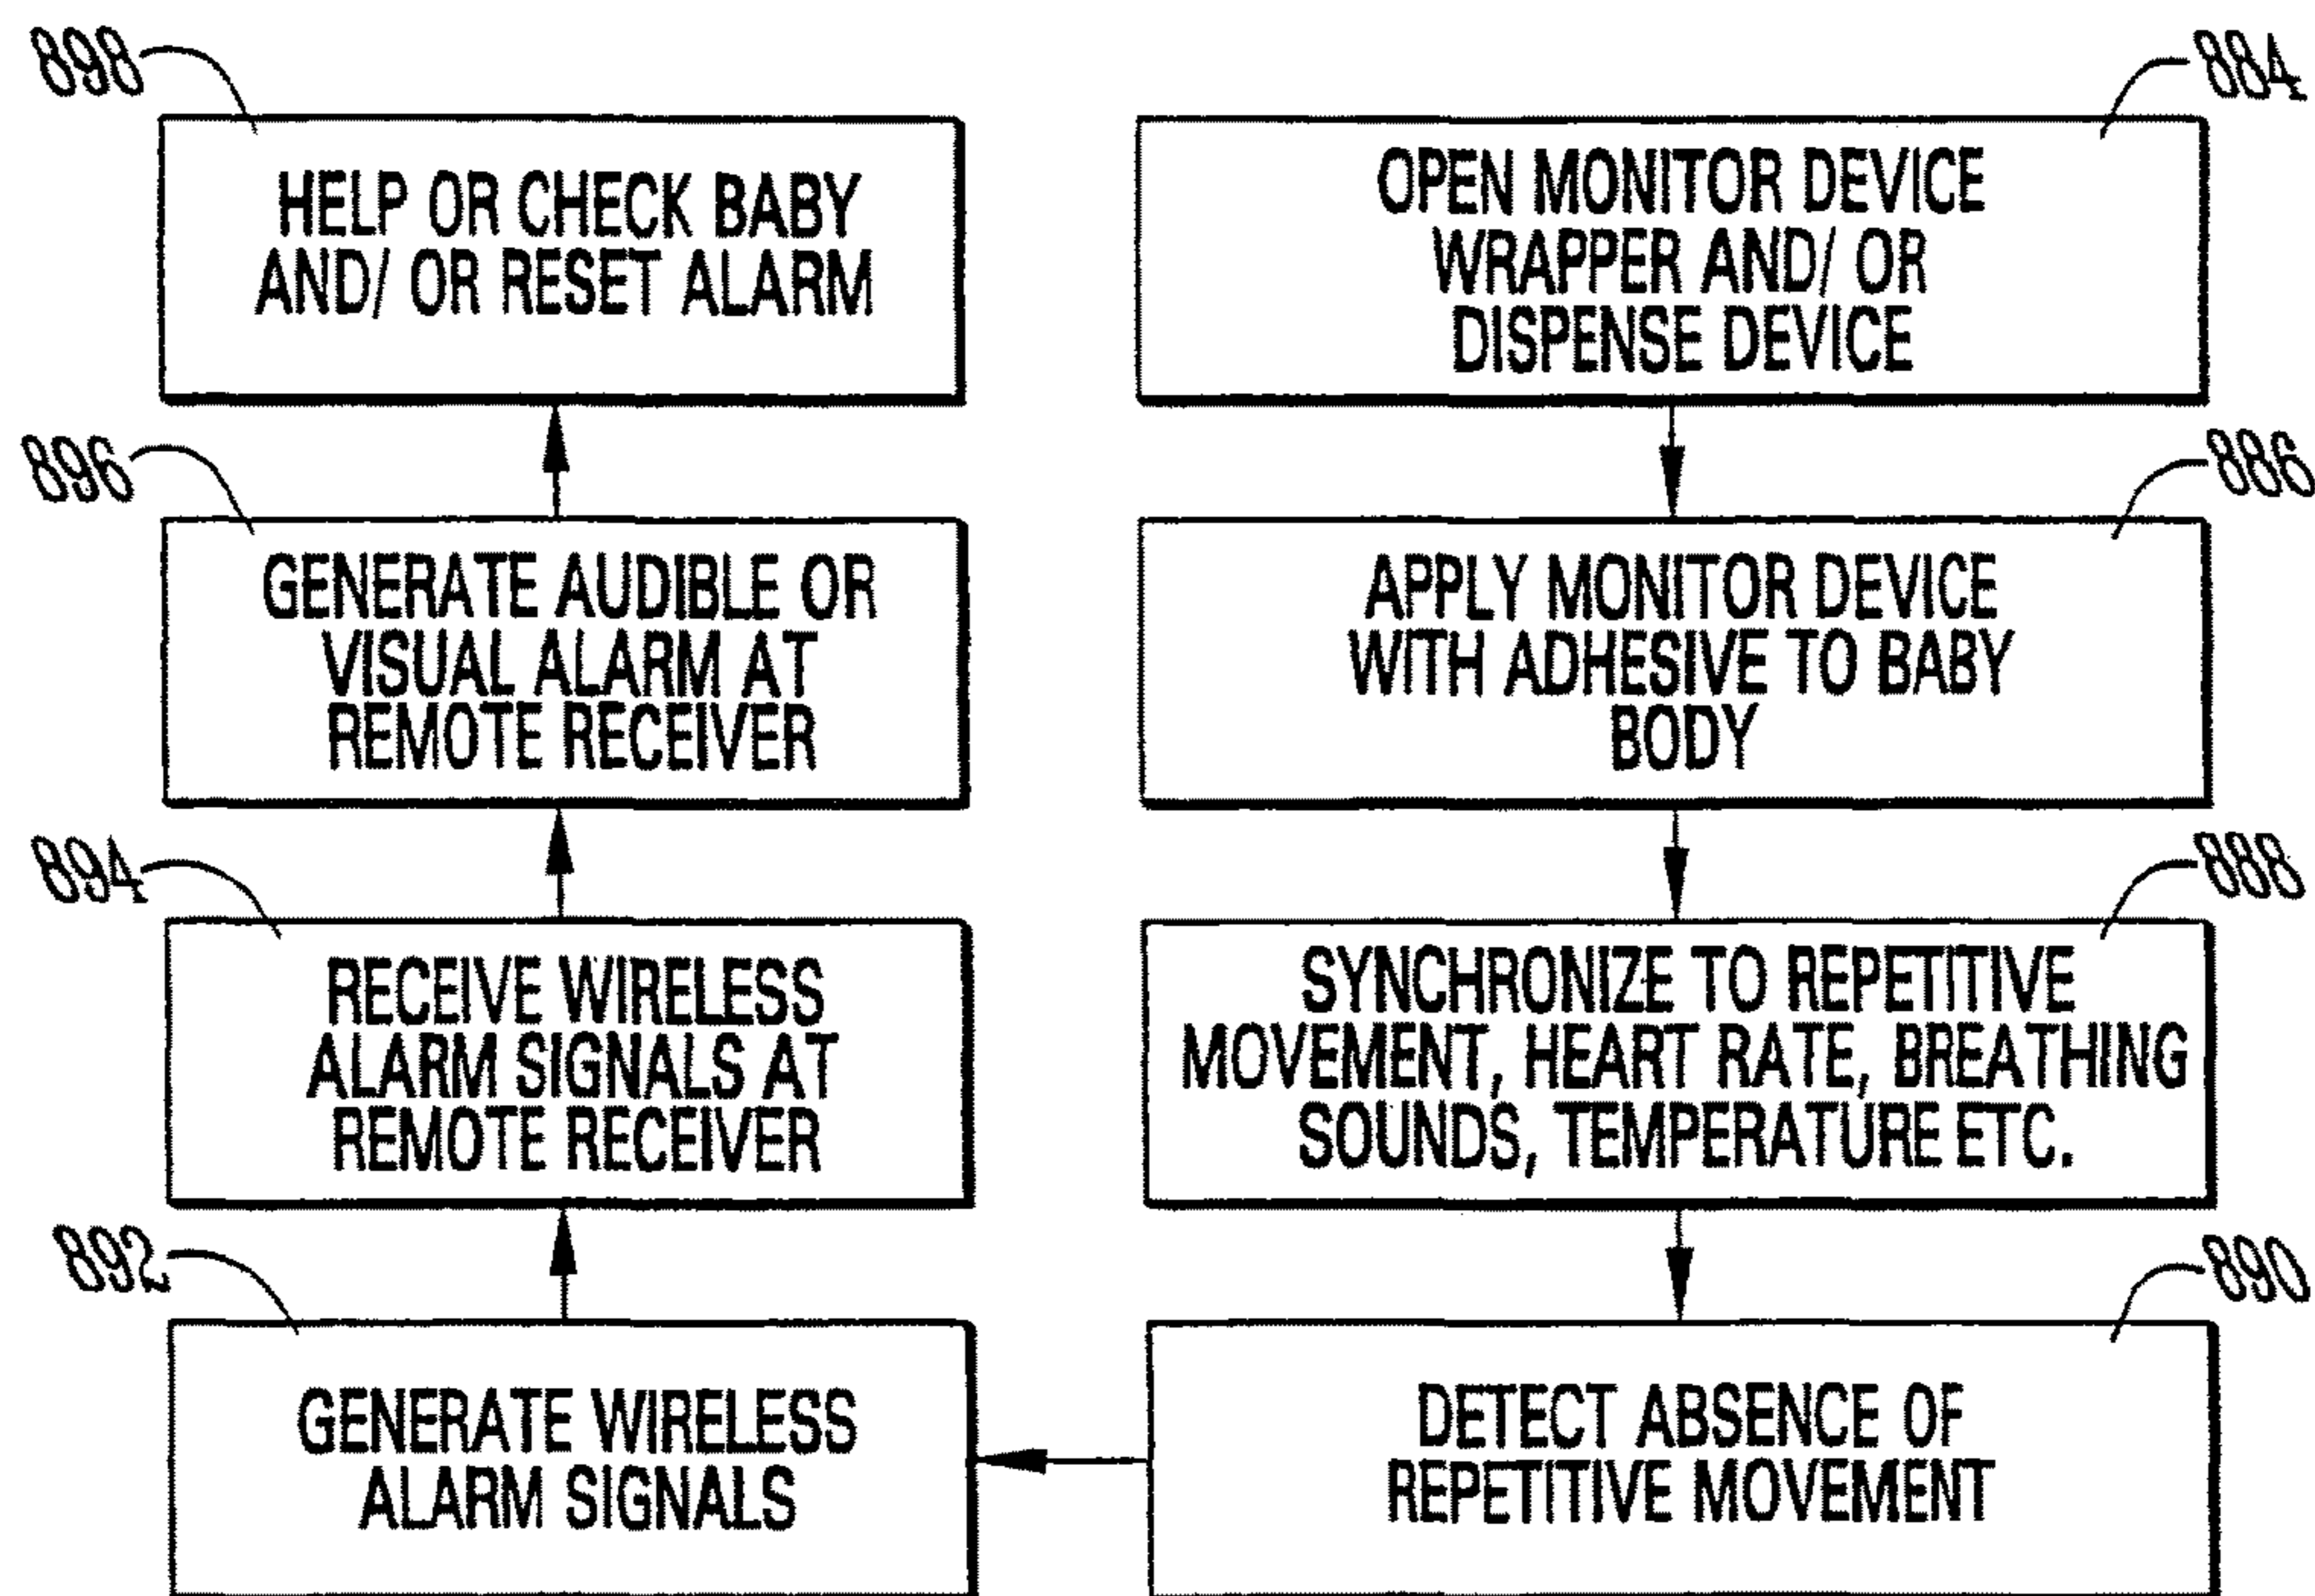 898
HELP OR CHECK BABY
AND/ OR RESET ALARM
884
OPEN MONITOR DEVICE
WRAPPER AND/ OR
DISPENSE DEVICE
896
GENERATE AUDIBLE OR
VISUAL ALARM AT
REMOTE RECEIVER
886
APPLY MONITOR DEVICE
WITH ADHESIVE TO BABY
BODY
894
RECEIVE WIRELESS
ALARM SIGNALS AT
REMOTE RECEIVER
888
SYNCHRONIZE TO REPETITIVE
MOVEMENT, HEART RATE, BREATHING
SOUNDS, TEMPERATURE ETC.
892
GENERATE WIRELESS
ALARM SIGNALS
890
DETECT ABSENCE OF
REPETITIVE MOVEMENT